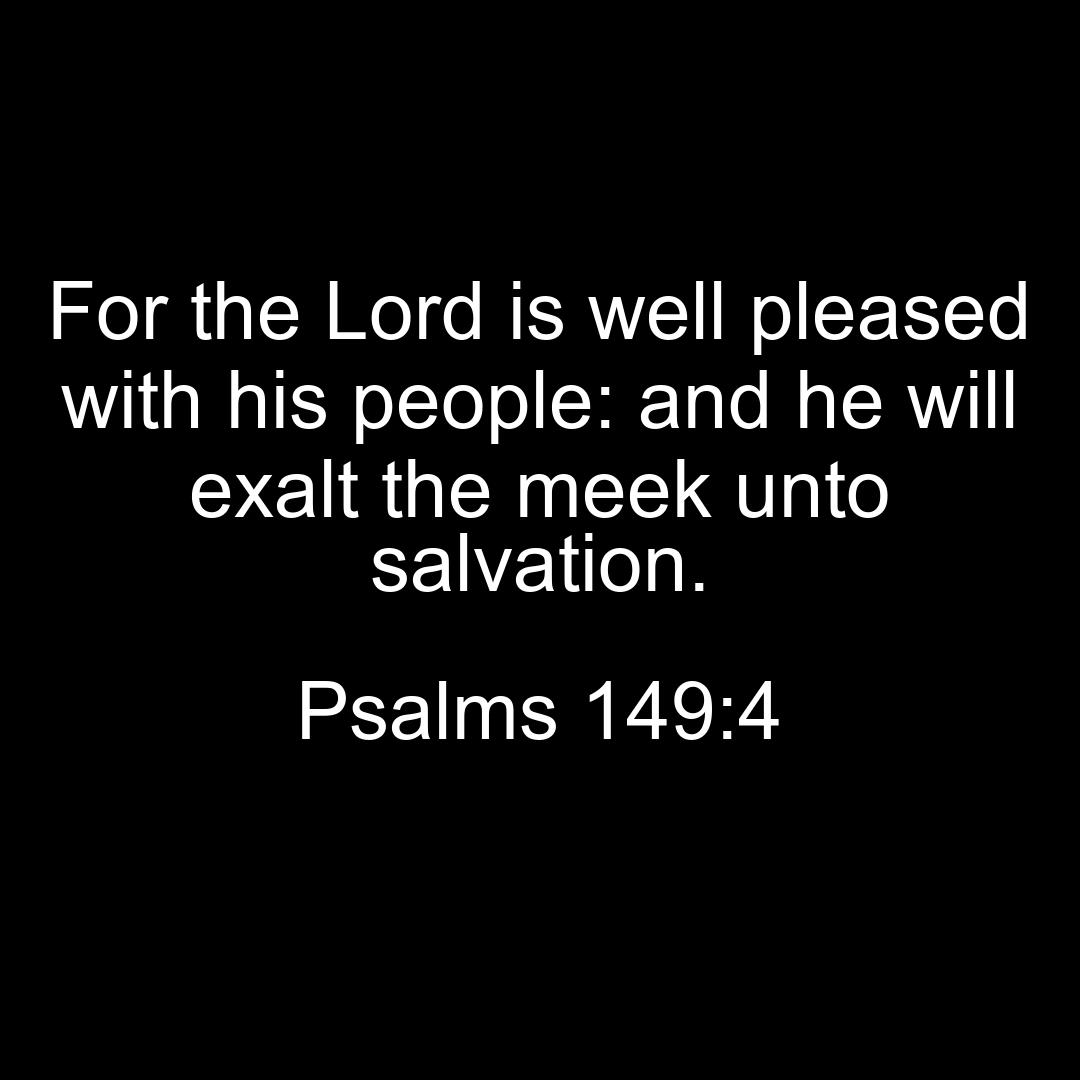 For the Lord is well pleased
with his people: and he will
exalt the meek unto
salvation.
Psalms 149:4